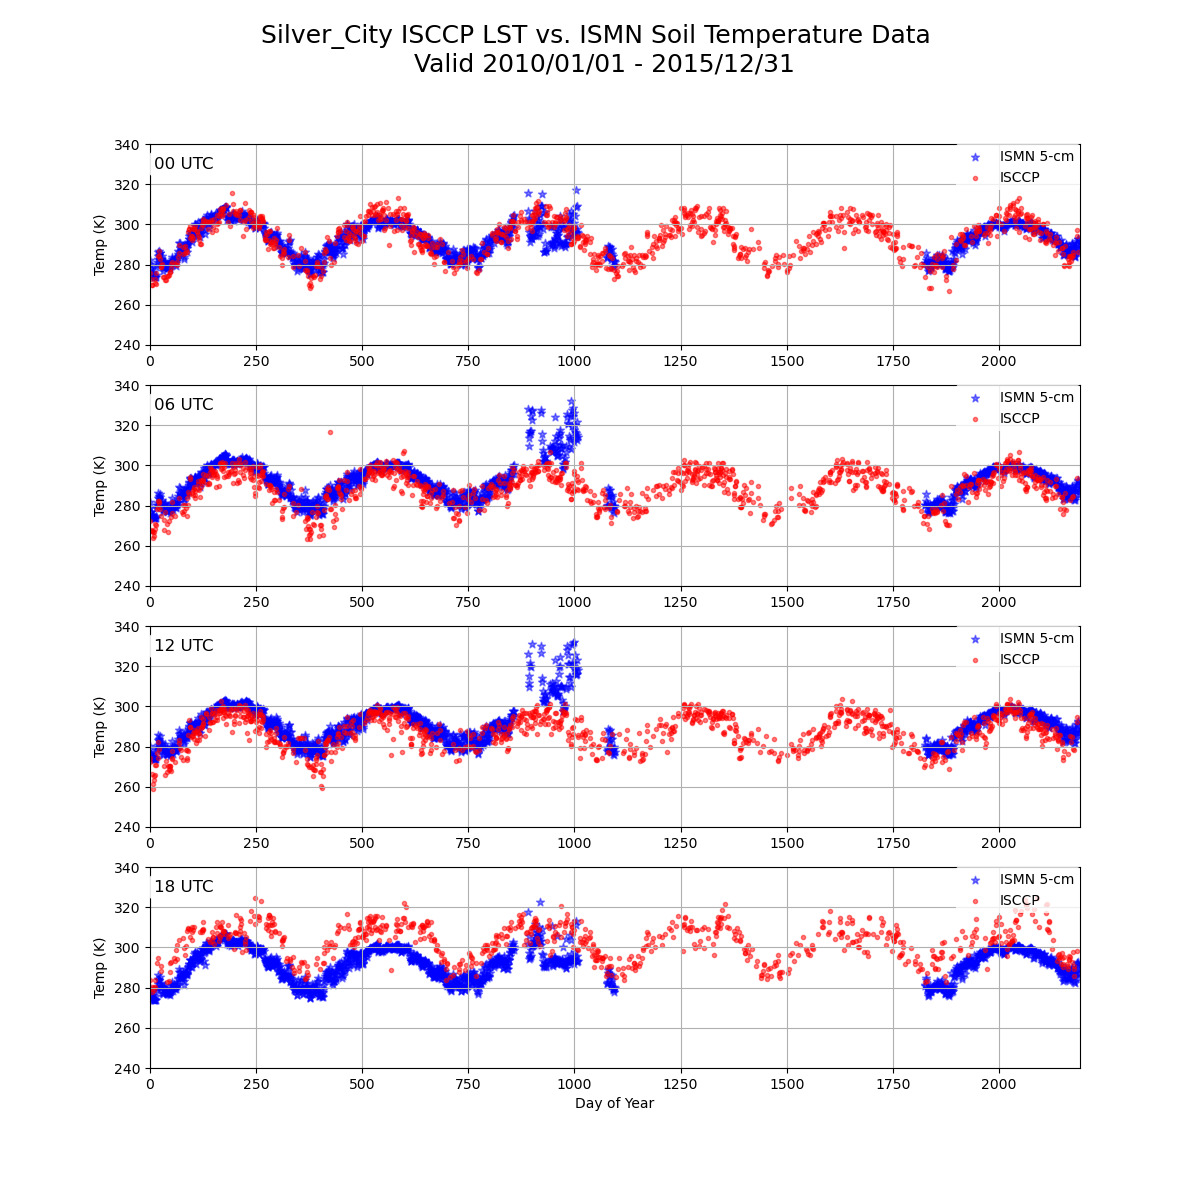 Silver_City ISCCP LST vs. ISMN Soil Temperature Data
Valid 2010/01/01 - 2015/12/31
340
320
300
280
260
240
Temp (K)
00 UTC
ISMN 5-cm
ISCCP
0 250 500 750 1000 1250 1500 1750 2000
340
320
300
280
260
240
Temp (K)
06 UTC
ISMN 5-cm
ISCCP
0 250 500 750 1000 1250 1500 1750 2000
340
320
300
280
260
240
Temp (K)
12 UTC
ISMN 5-cm
ISCCP
0 250 500 750 1000 1250 1500 1750 2000
340
320
300
280
260
240
Temp (K)
18 UTC
ISMN 5-cm
ISCCP
0 250 500 750 1000 1250 1500 1750 2000
Day of Year